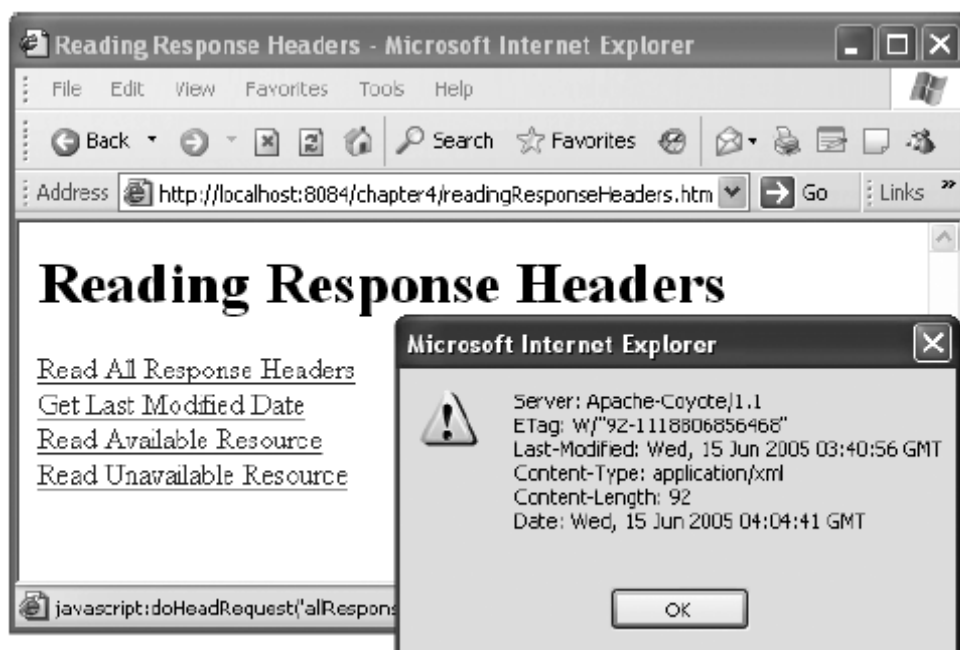 Reading Response Headers - Microsoft Internet Explorer
File Edit View Favorites Tools Help
Back Search Favorites
Address http://localhost:8084/chapter4/readingResponseHeaders.htm Go Links »
Reading Response Headers
Read All Response Headers
Get Last Modified Date
Read Available Resource
Read Unavailable Resource
Microsoft Internet Explorer
Server: Apache-Coyote/1.1
ETag: W/"92-1118806856468"
Last-Modified: Wed, 15 Jun 2005 03:40:56 GMT
Content-Type: application/xml
Content-Length: 92
Date: Wed, 15 Jun 2005 04:04:41 GMT
OK
javascript:doHeadRequest('allRespons